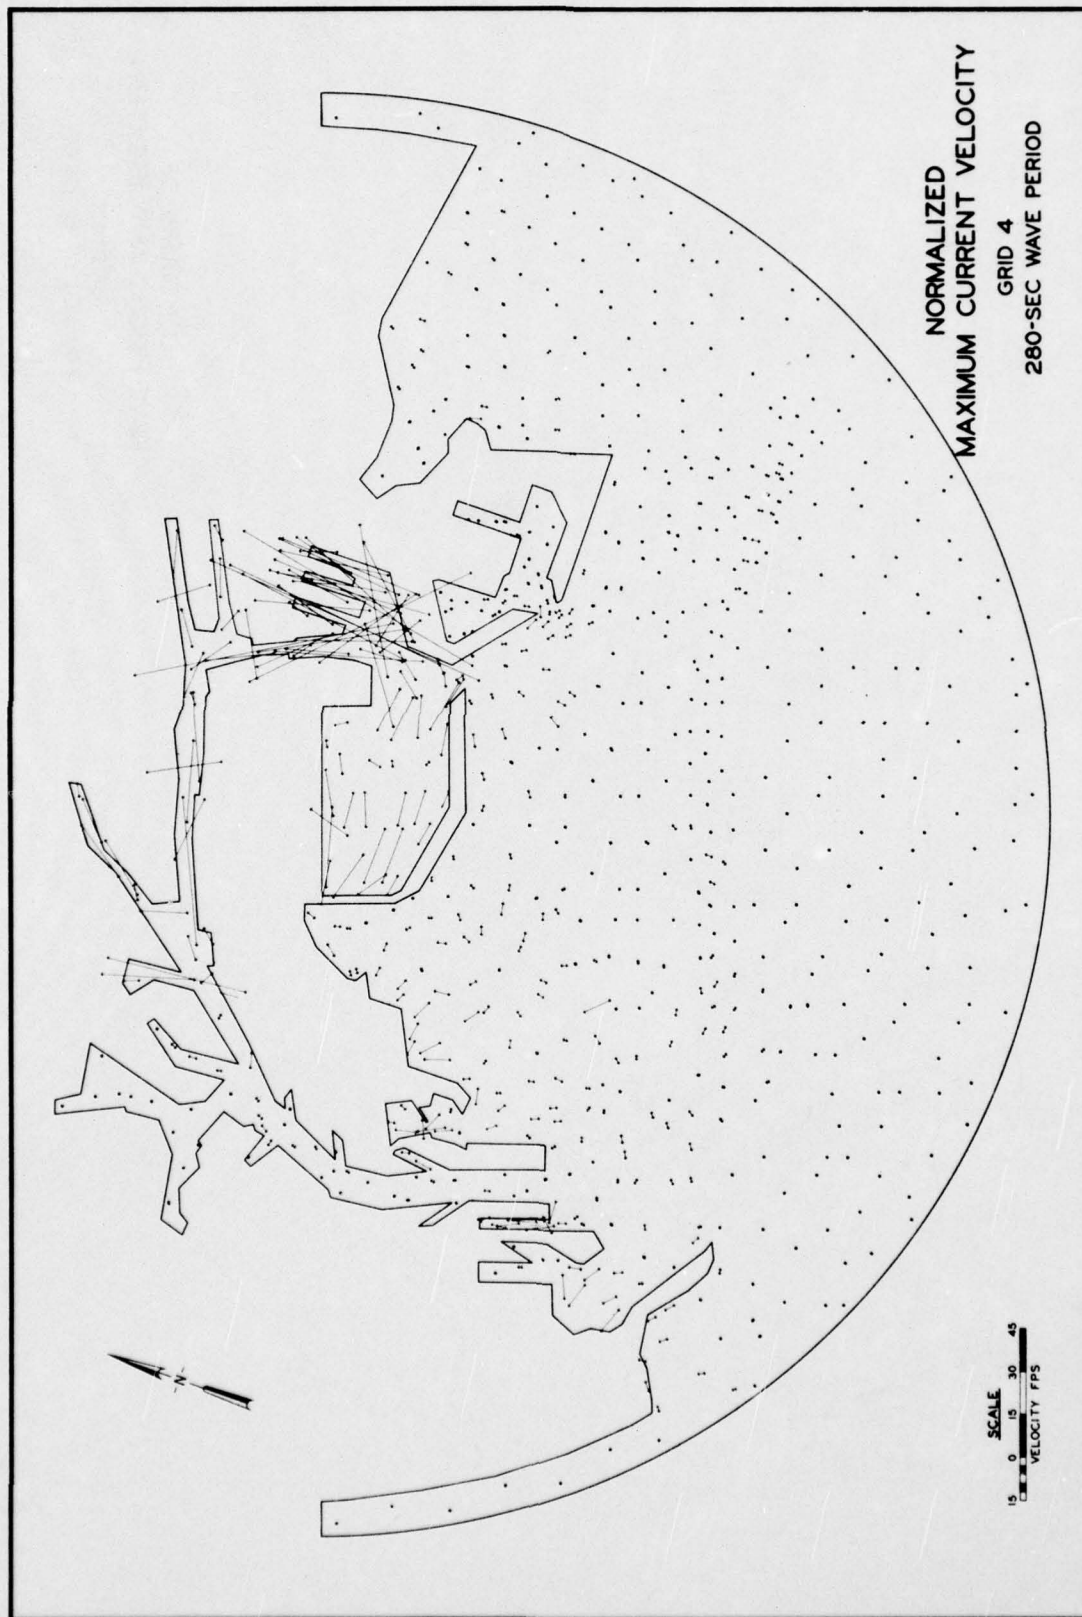 NORMALIZED
MAXIMUM CURRENT VELOCITY
GRID 4
280-SEC WAVE PERIOD
N
SCALE
15 0 15 30 45
VELOCITY FPS